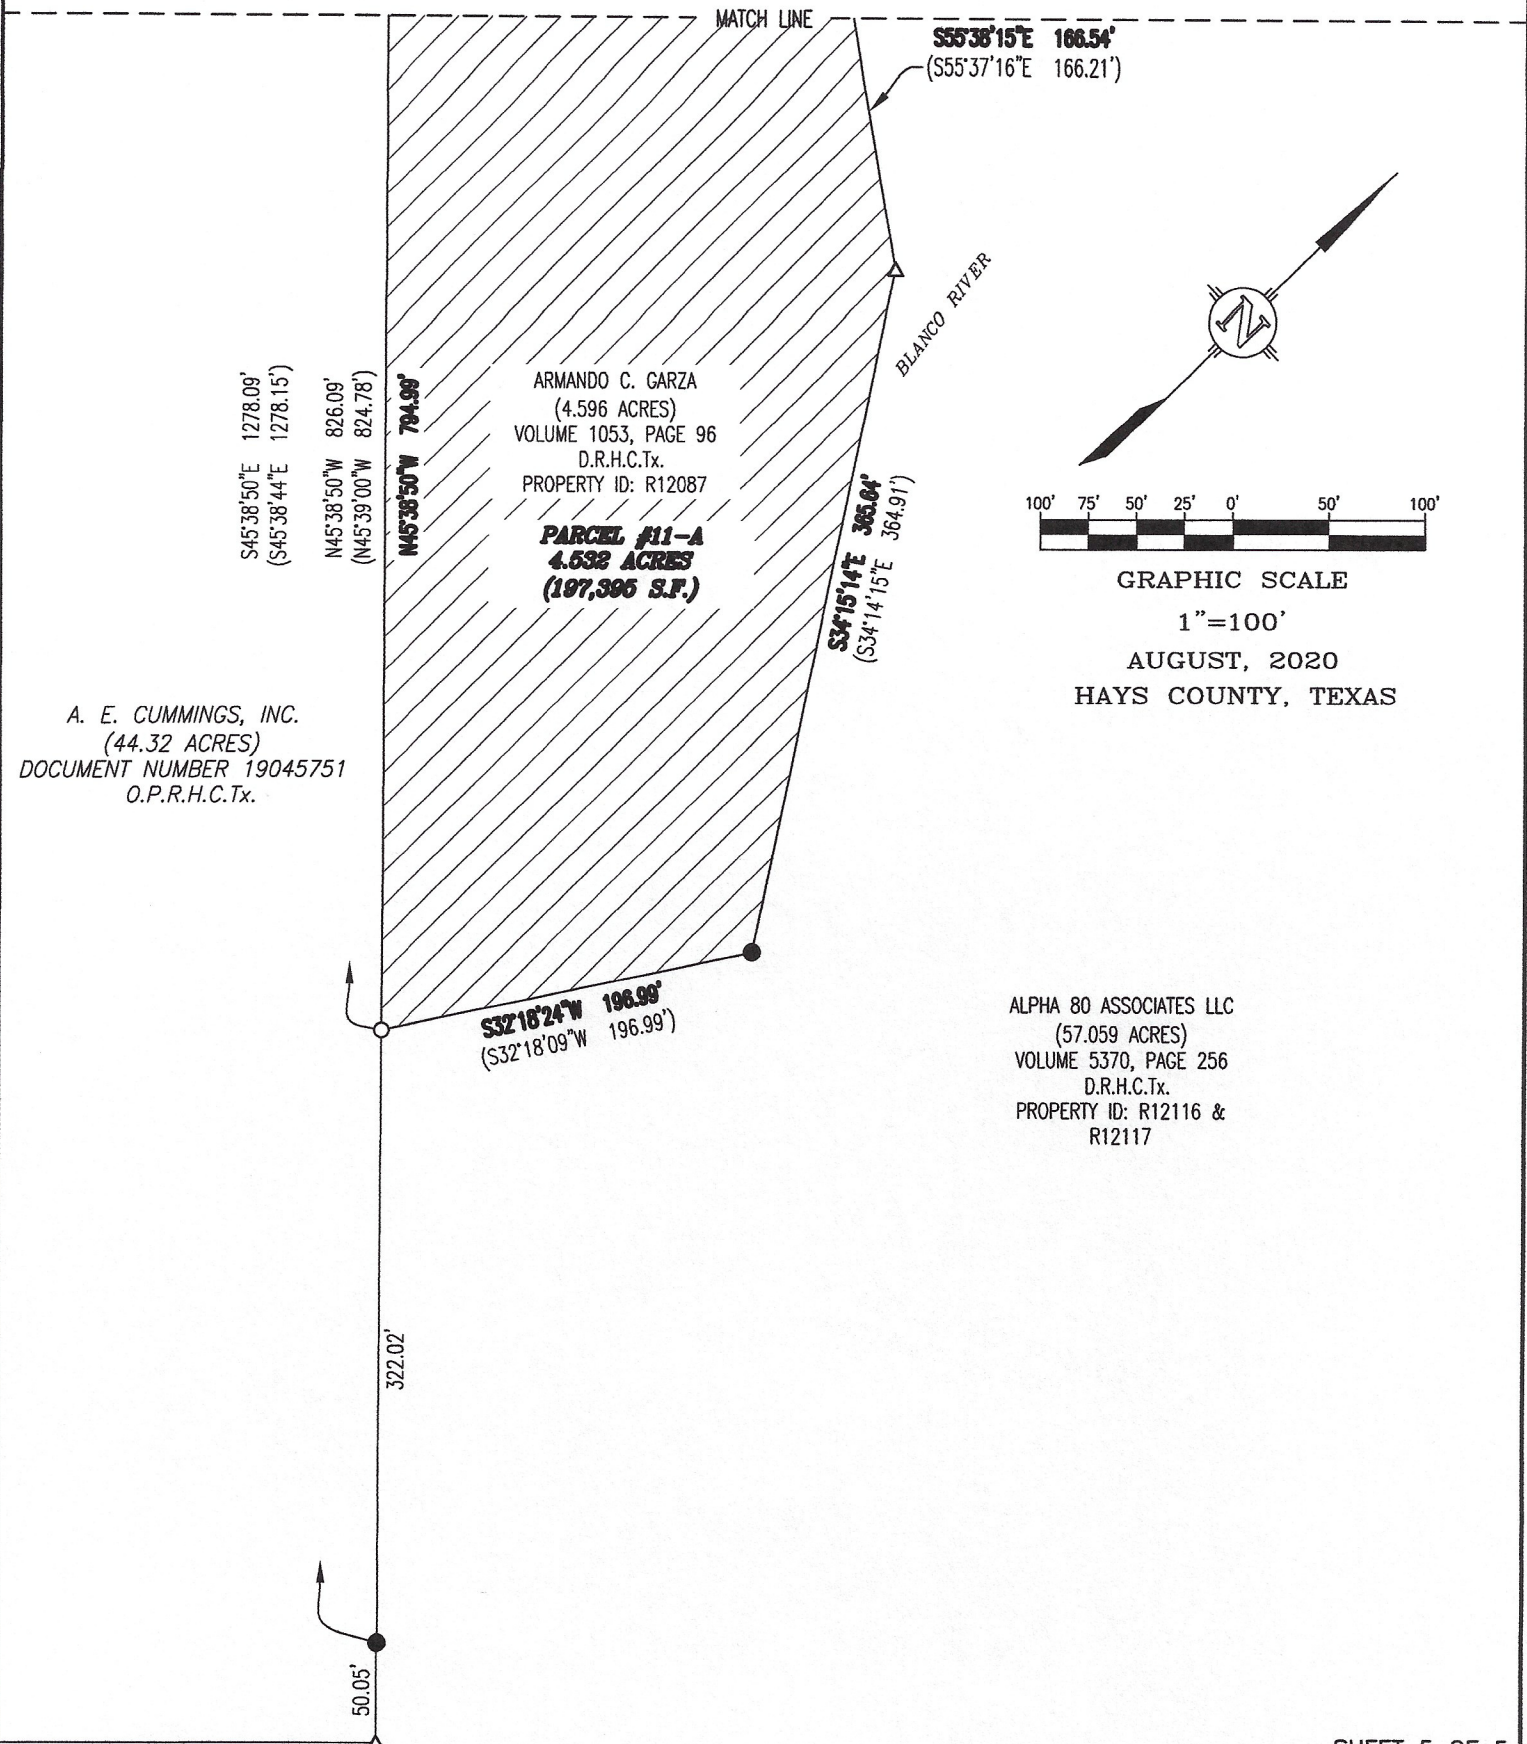 MATCH LINE
S55°38'15"E 166.54'
(S55°37'16"E 166.21')
BLANCO RIVER
N
S45°38'50"E 1278.09'
(S45°38'44"E 1278.15')
N45°38'50"W 826.09'
(N45°39'00"W 824.78')
N45°38'50"W 794.99'
ARMANDO C. GARZA
(4.596 ACRES)
VOLUME 1053, PAGE 96
D.R.H.C.Tx.
PROPERTY ID: R12087
PARCEL #11-A
4.532 ACRES
(197,395 S.F.)
S34°15'14"E 365.64'
(S34°14'15"E 364.91')
100' 75' 50' 25' 0' 50' 100'
GRAPHIC SCALE
1"=100'
AUGUST, 2020
HAYS COUNTY, TEXAS
A. E. CUMMINGS, INC.
(44.32 ACRES)
DOCUMENT NUMBER 19045751
O.P.R.H.C.Tx.
S32°18'24"W 196.99'
(S32°18'09"W 196.99')
ALPHA 80 ASSOCIATES LLC
(57.059 ACRES)
VOLUME 5370, PAGE 256
D.R.H.C.Tx.
PROPERTY ID: R12116 &
R12117
322.02'
50.05'
SHEET 5 OF 5